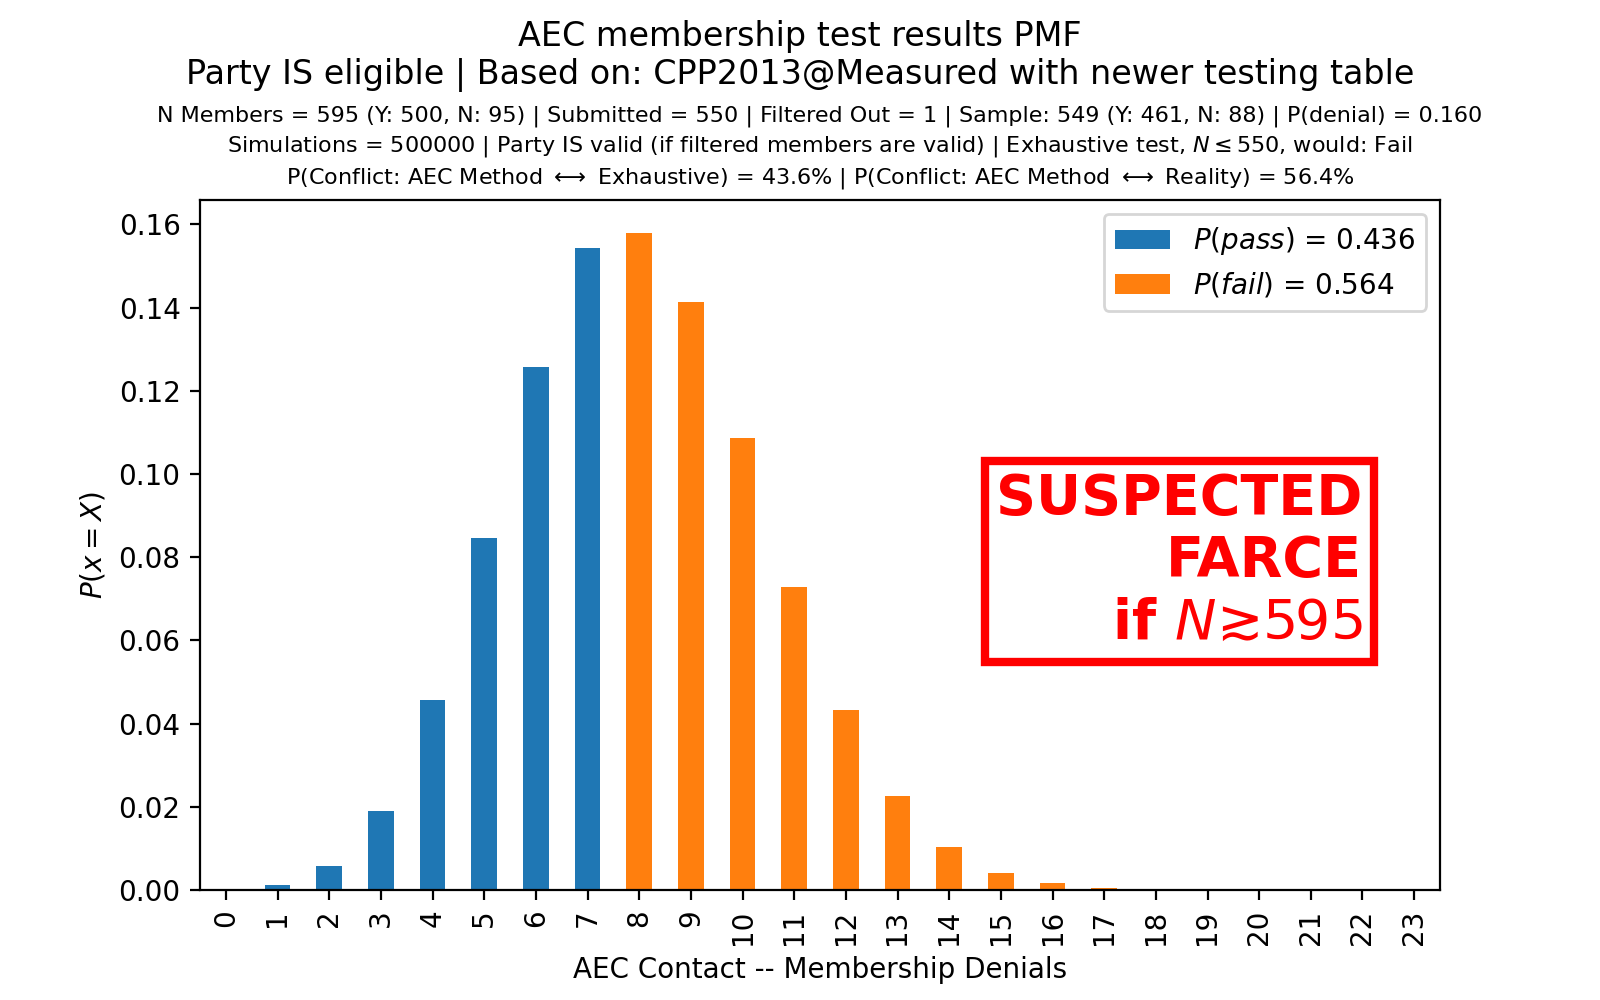 AEC membership test results PMF
Party IS eligible | Based on: CPP2013@Measured with newer testing table
N Members = 595 (Y: 500, N: 95) | Submitted = 550 | Filtered Out = 1 | Sample: 549 (Y: 461, N: 88) | P(denial) = 0.160
Simulations = 500000 | Party IS valid (if filtered members are valid) | Exhaustive test, N ≤ 550, would: Fail
P(Conflict: AEC Method ⟷ Exhaustive) = 43.6% | P(Conflict: AEC Method ⟷ Reality) = 56.4%
P(pass) = 0.436
P(fail) = 0.564
SUSPECTED
FARCE
if N≳595
P(x = X)
0.16
0.14
0.12
0.10
0.08
0.06
0.04
0.02
0.00
0 1 2 3 4 5 6 7 8 9 10 11 12 13 14 15 16 17 18 19 20 21 22 23
AEC Contact -- Membership Denials